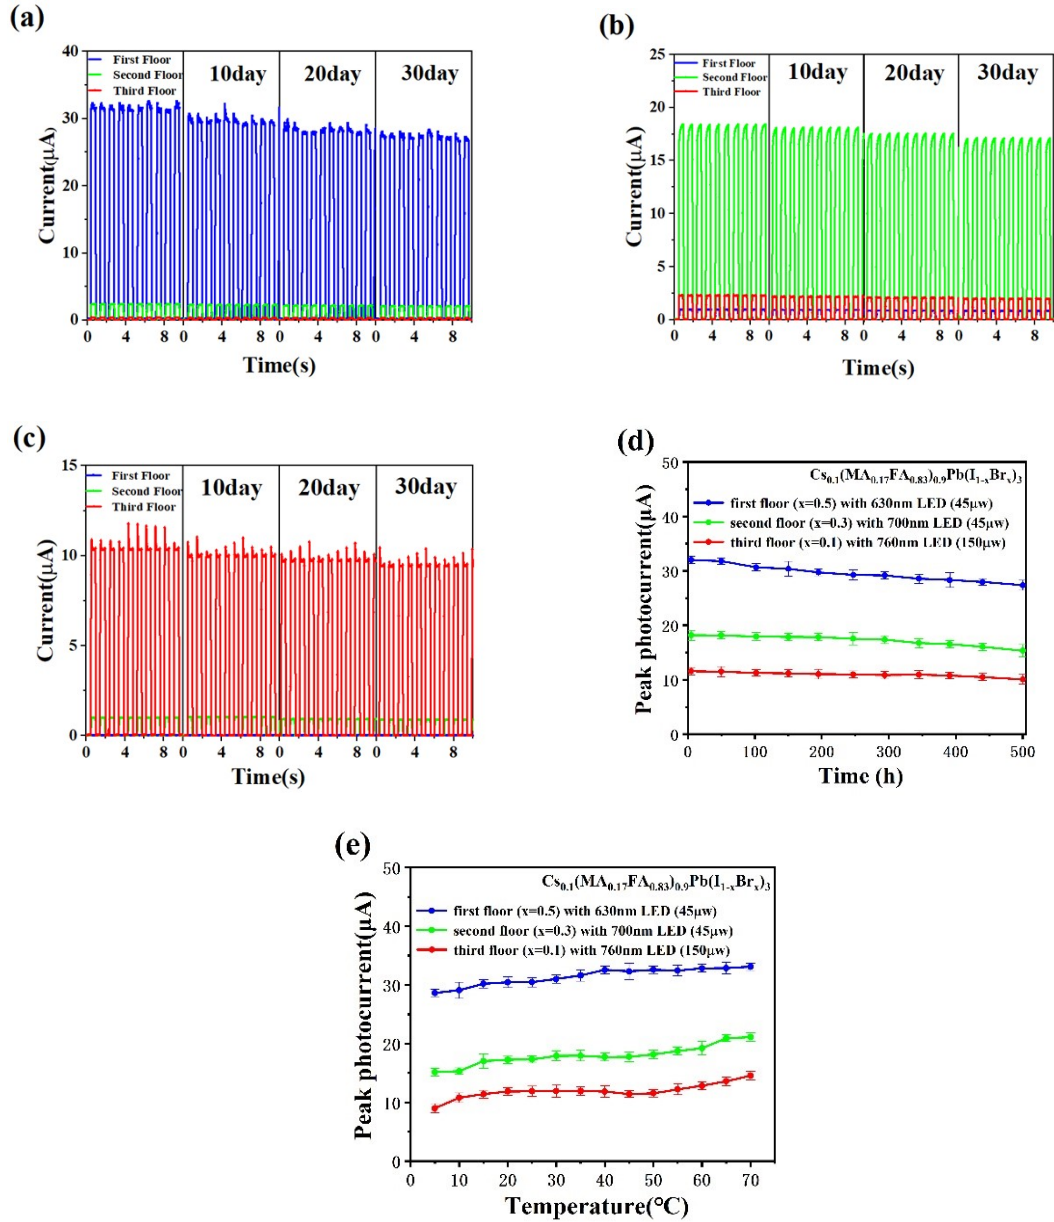 (a)
First Floor
Second Floor
Third Floor
10day
20day
30day
40
30
20
10
0
Current(μA)
0 4 8 0 4 8 0 4 8 0 4 8
Time(s)
(b)
First Floor
Second Floor
Third Floor
10day
20day
30day
25
20
15
10
5
0
Current(μA)
0 4 8 0 4 8 0 4 8 0 4 8
Time(s)
(c)
First Floor
Second Floor
Third Floor
10day
20day
30day
15
10
5
0
Current(μA)
0 4 8 0 4 8 0 4 8 0 4 8
Time(s)
(d)
Cs0.1(MA0.17FA0.83)0.9Pb(I1-xBrx)3
first floor (x=0.5) with 630nm LED (45μw)
second floor (x=0.3) with 700nm LED (45μw)
third floor (x=0.1) with 760nm LED (150μw)
50
40
30
20
10
0
Peak photocurrent(μA)
0 100 200 300 400 500
Time (h)
(e)
Cs0.1(MA0.17FA0.83)0.9Pb(I1-xBrx)3
first floor (x=0.5) with 630nm LED (45μw)
second floor (x=0.3) with 700nm LED (45μw)
third floor (x=0.1) with 760nm LED (150μw)
50
40
30
20
10
0
Peak photocurrent(μA)
0 10 20 30 40 50 60 70
Temperature(°C)